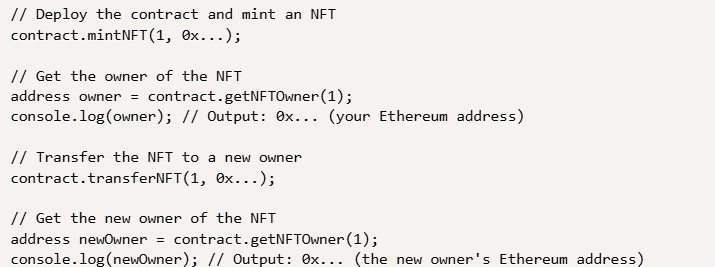 // Deploy the contract and mint an NFT
contract.mintNFT(1, 0x...);
// Get the owner of the NFT
address owner = contract.getNFTOwner(1);
console.log(owner); // Output: 0x... (your Ethereum address)
// Transfer the NFT to a new owner
contract.transferNFT(1, 0x...);
// Get the new owner of the NFT
address newOwner = contract.getNFTOwner(1);
console.log(newOwner); // Output: 0x... (the new owner's Ethereum address)